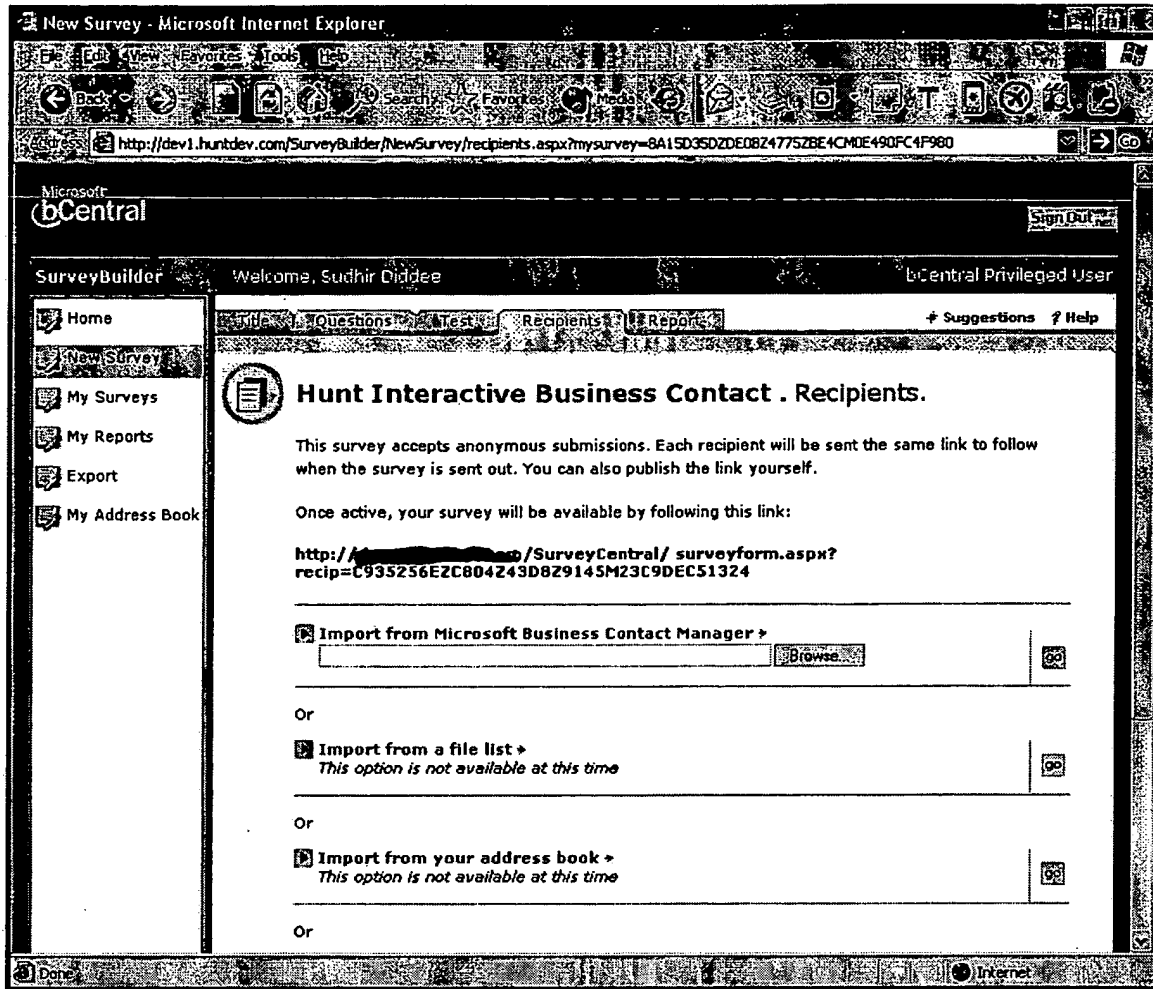 New Survey - Microsoft Internet Explorer
File Edit View Favorites Tools Help
Back Search Favorites Media
Address http://dev1.huntdev.com/SurveyBuilder/NewSurvey/recipients.aspx?mysurvey=8A15D35DZDE08Z4775ZBE4CM0E490FC4F980 Go
Microsoft
bCentral
Sign Out .net
SurveyBuilder Welcome, Sudhir Diddee bCentral Privileged User
Home
New Survey
My Surveys
My Reports
Export
My Address Book
Title Questions Test Recipients Report + Suggestions ? Help
Hunt Interactive Business Contact . Recipients.
This survey accepts anonymous submissions. Each recipient will be sent the same link to follow
when the survey is sent out. You can also publish the link yourself.
Once active, your survey will be available by following this link:
http:// /SurveyCentral/ surveyform.aspx?
recip=C935256EZC804Z43D8Z9145M23C9DEC51324
Import from Microsoft Business Contact Manager
Browse... go
Or
Import from a file list
This option is not available at this time
go
Or
Import from your address book
This option is not available at this time
go
Or
Done Internet